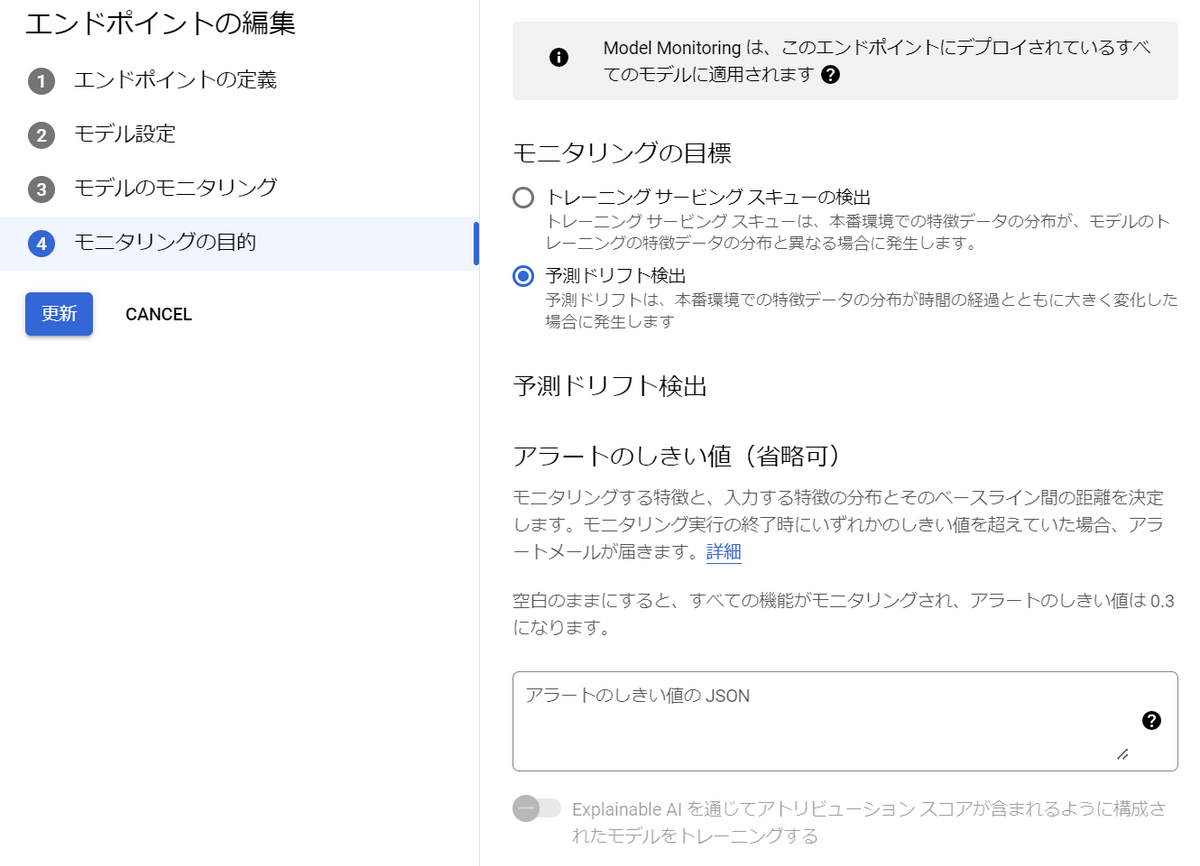 エンドポイントの編集
1 エンドポイントの定義
2 モデル設定
3 モデルのモニタリング
4 モニタリングの目的
更新 CANCEL
Model Monitoring は、このエンドポイントにデプロイされているすべ
てのモデルに適用されます
モニタリングの目標
トレーニング サービング スキューの検出
トレーニング サービング スキューは、本番環境での特徴データの分布が、モデルのト
レーニングの特徴データの分布と異なる場合に発生します。
予測ドリフト検出
予測ドリフトは、本番環境での特徴データの分布が時間の経過とともに大きく変化した
場合に発生します
予測ドリフト検出
アラートのしきい値（省略可）
モニタリングする特徴と、入力する特徴の分布とそのベースライン間の距離を決定
します。モニタリング実行の終了時にいずれかのしきい値を超えていた場合、アラ
ートメールが届きます。詳細
空白のままにすると、すべての機能がモニタリングされ、アラートのしきい値は 0.3
になります。
アラートのしきい値の JSON
Explainable AI を通じてアトリビューション スコアが含まれるように構成さ
れたモデルをトレーニングする